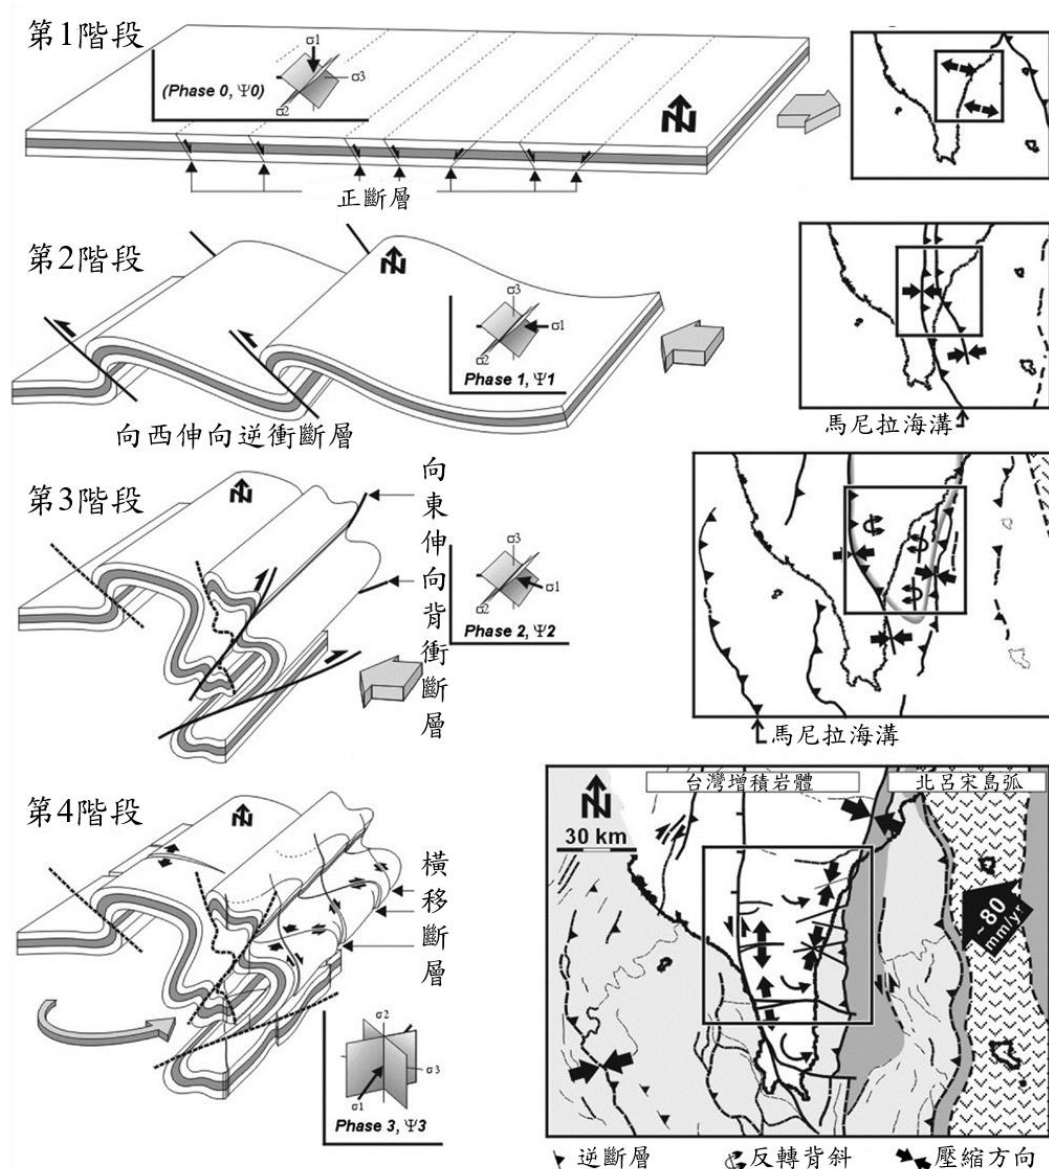 第1階段
(Phase 0, Ψ0)
σ1
σ3
σ2
N
正斷層
第2階段
N
σ3
σ1
σ2
Phase 1, Ψ1
向西伸向逆衝斷層
馬尼拉海溝
第3階段
N
向東伸向背衝斷層
σ3
σ1
σ2
Phase 2, Ψ2
馬尼拉海溝
第4階段
N
橫移斷層
σ2
σ3
σ1
Phase 3, Ψ3
台灣增積岩體
北呂宋島弧
N
30 km
~80
mm/yr
逆斷層
反轉背斜
壓縮方向